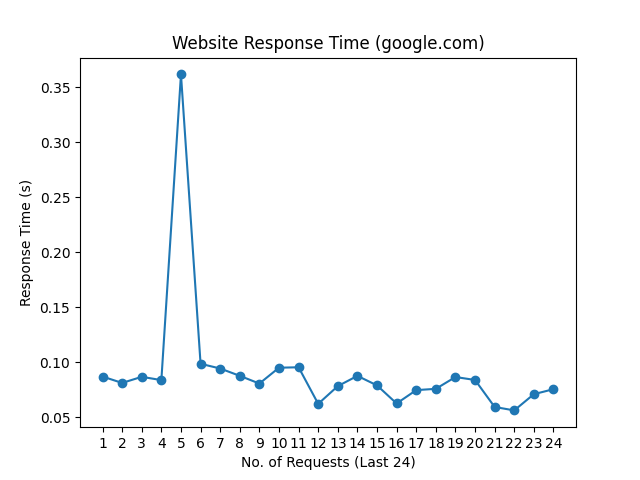 Website Response Time (google.com)
Response Time (s)
0.35
0.30
0.25
0.20
0.15
0.10
0.05
1 2 3 4 5 6 7 8 9 10 11 12 13 14 15 16 17 18 19 20 21 22 23 24
No. of Requests (Last 24)